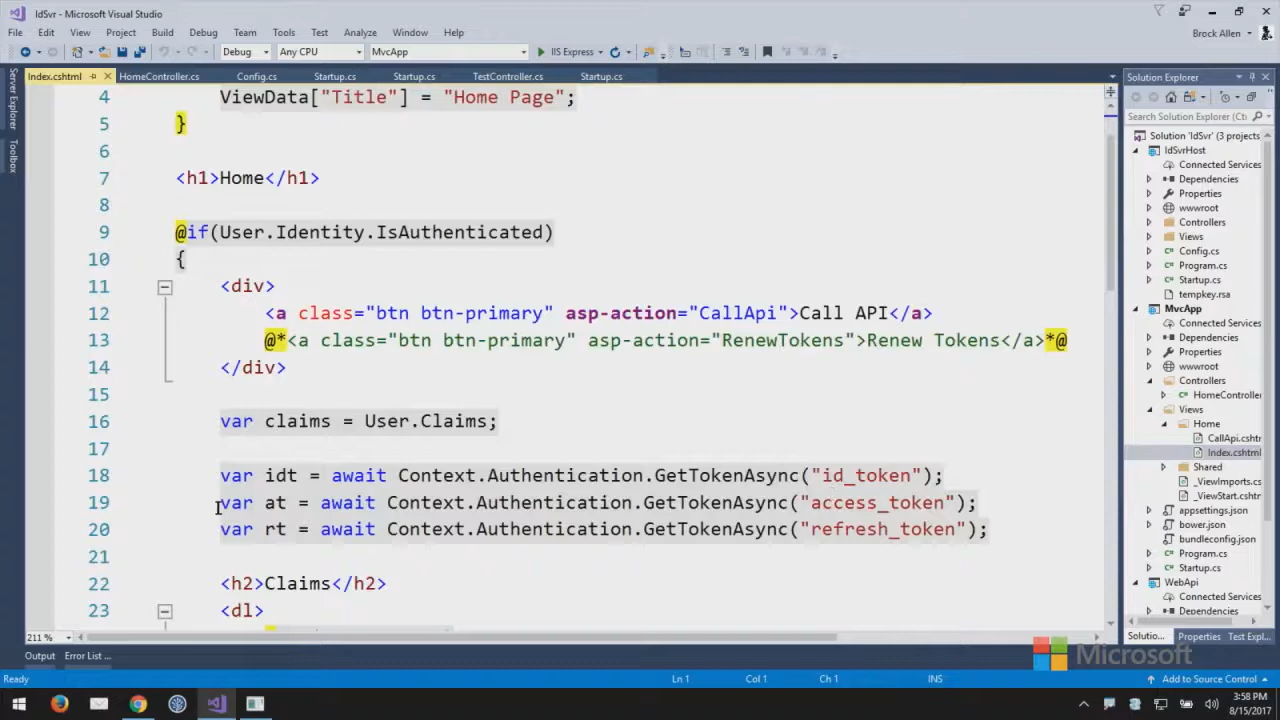 IdSvr - Microsoft Visual Studio
File Edit View Project Build Debug Team Tools Test Analyze Window Help
Brock Allen
Debug Any CPU MvcApp IIS Express
Index.cshtml HomeController.cs Config.cs Startup.cs Startup.cs TestController.cs Startup.cs
Server Explorer
Toolbox
4 ViewData["Title"] = "Home Page";
5 }
6
7 <h1>Home</h1>
8
9 @if(User.Identity.IsAuthenticated)
10 {
11 <div>
12 <a class="btn btn-primary" asp-action="CallApi">Call API</a>
13 @*<a class="btn btn-primary" asp-action="RenewTokens">Renew Tokens</a>*@
14 </div>
15
16 var claims = User.Claims;
17
18 var idt = await Context.Authentication.GetTokenAsync("id_token");
19 var at = await Context.Authentication.GetTokenAsync("access_token");
20 var rt = await Context.Authentication.GetTokenAsync("refresh_token");
21
22 <h2>Claims</h2>
23 <dl>
211 %
Solution Explorer
Search Solution Explorer (Ct
Solution 'IdSvr' (3 projects
IdSvrHost
Connected Services
Dependencies
Properties
wwwroot
Controllers
Views
Config.cs
Program.cs
Startup.cs
tempkey.rsa
MvcApp
Connected Services
Dependencies
Properties
wwwroot
Controllers
HomeController
Views
Home
CallApi.cshtr
Index.cshtml
Shared
_ViewImports.c
_ViewStart.cshtr
appsettings.json
bower.json
bundleconfig.json
Program.cs
Startup.cs
WebApi
Connected Services
Dependencies
Solutio... Properties Test Expl...
Output Error List ...
Microsoft
Ready Ln 1 Col 1 Ch 1 INS Add to Source Control
3:58 PM
8/15/2017